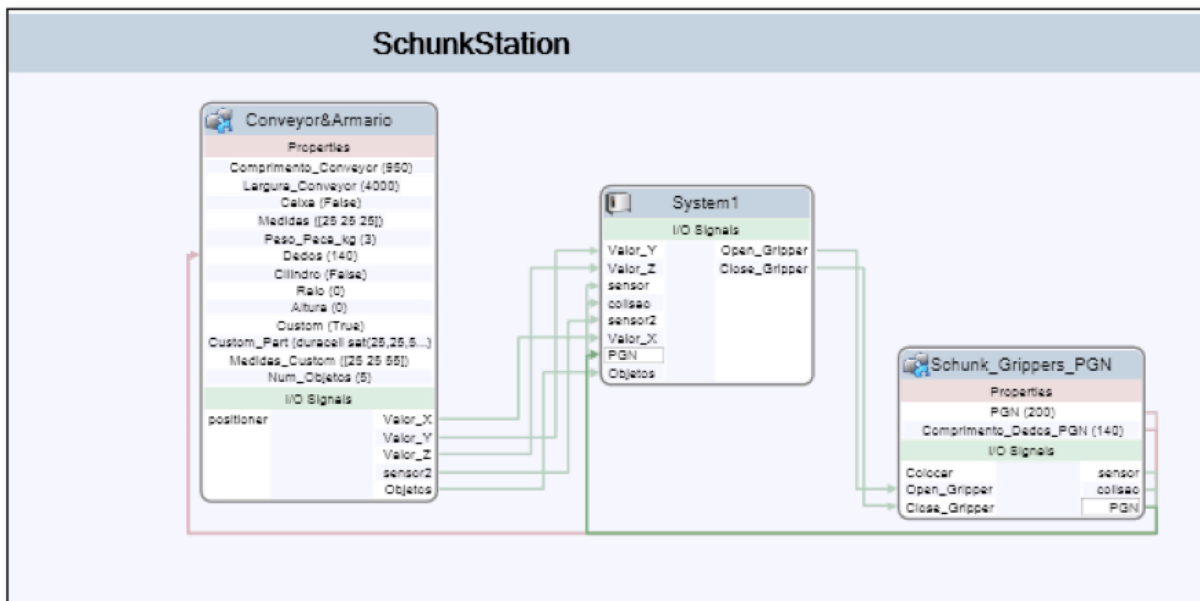 SchunkStation
Conveyor&Armario
Properties
Comprimento_Conveyor (950)
Largura_Conveyor (4000)
Caixa (False)
Medidas ([25 25 25])
Peso_Peca_kg (3)
Dedos (140)
Cilindro (False)
Raio (0)
Altura (0)
Custom (True)
Custom_Part (duracell sat(25,25,5...)
Medidas_Custom ([25 25 55])
Num_Objetos (5)
I/O Signals
positioner Valor_X
Valor_Y
Valor_Z
sensor2
Objetos
System1
I/O Signals
Valor_Y Open_Gripper
Valor_Z Close_Gripper
sensor
colisao
sensor2
Valor_X
PGN
Objetos
Schunk_Grippers_PGN
Properties
PGN (200)
Comprimento_Dedos_PGN (140)
I/O Signals
Colocar sensor
Open_Gripper colisao
Close_Gripper PGN